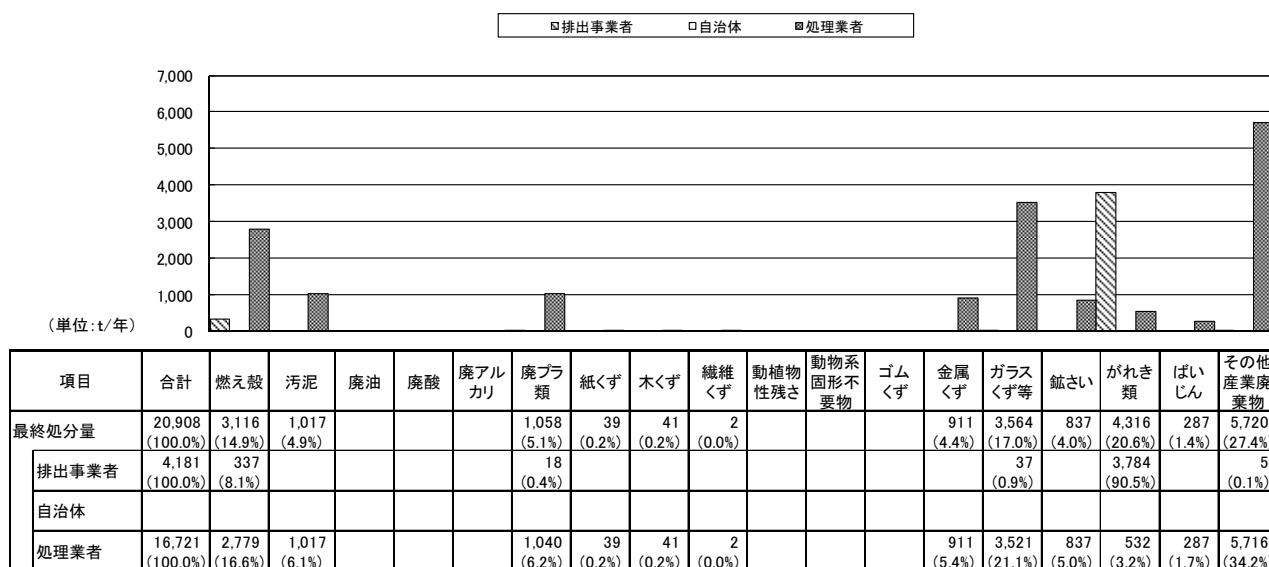 排出事業者 自治体 処理業者
7,000
6,000
5,000
4,000
3,000
2,000
1,000
(単位:t/年) 0
項目 合計 燃え殻 汚泥 廃油 廃酸 廃アルカリ 廃プラ類 紙くず 木くず 繊維くず 動植物性残さ 動物系固形不要物 ゴムくず 金属くず ガラスくず等 鉱さい がれき類 ばいじん その他産業廃棄物
最終処分量 20,908 3,116 1,017 1,058 39 41 2 911 3,564 837 4,316 287 5,720
(100.0%) (14.9%) (4.9%) (5.1%) (0.2%) (0.2%) (0.0%) (4.4%) (17.0%) (4.0%) (20.6%) (1.4%) (27.4%)
排出事業者 4,181 337 18 37 3,784 5
(100.0%) (8.1%) (0.4%) (0.9%) (90.5%) (0.1%)
自治体
処理業者 16,721 2,779 1,017 1,040 39 41 2 911 3,521 837 532 287 5,716
(100.0%) (16.6%) (6.1%) (6.2%) (0.2%) (0.2%) (0.0%) (5.4%) (21.1%) (5.0%) (3.2%) (1.7%) (34.2%)